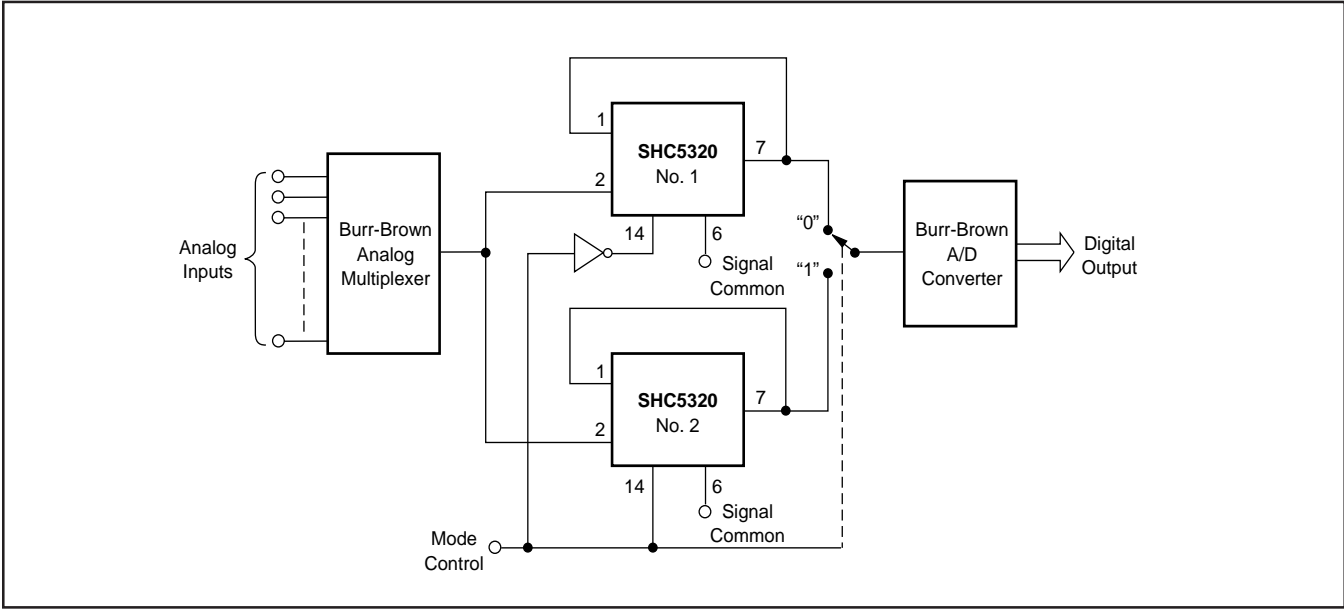 Analog
Inputs
Burr-Brown
Analog
Multiplexer
1
2
SHC5320
No. 1
7
14
6
Signal
Common
“0”
“1”
Burr-Brown
A/D
Converter
Digital
Output
1
2
SHC5320
No. 2
7
14
6
Signal
Common
Mode
Control